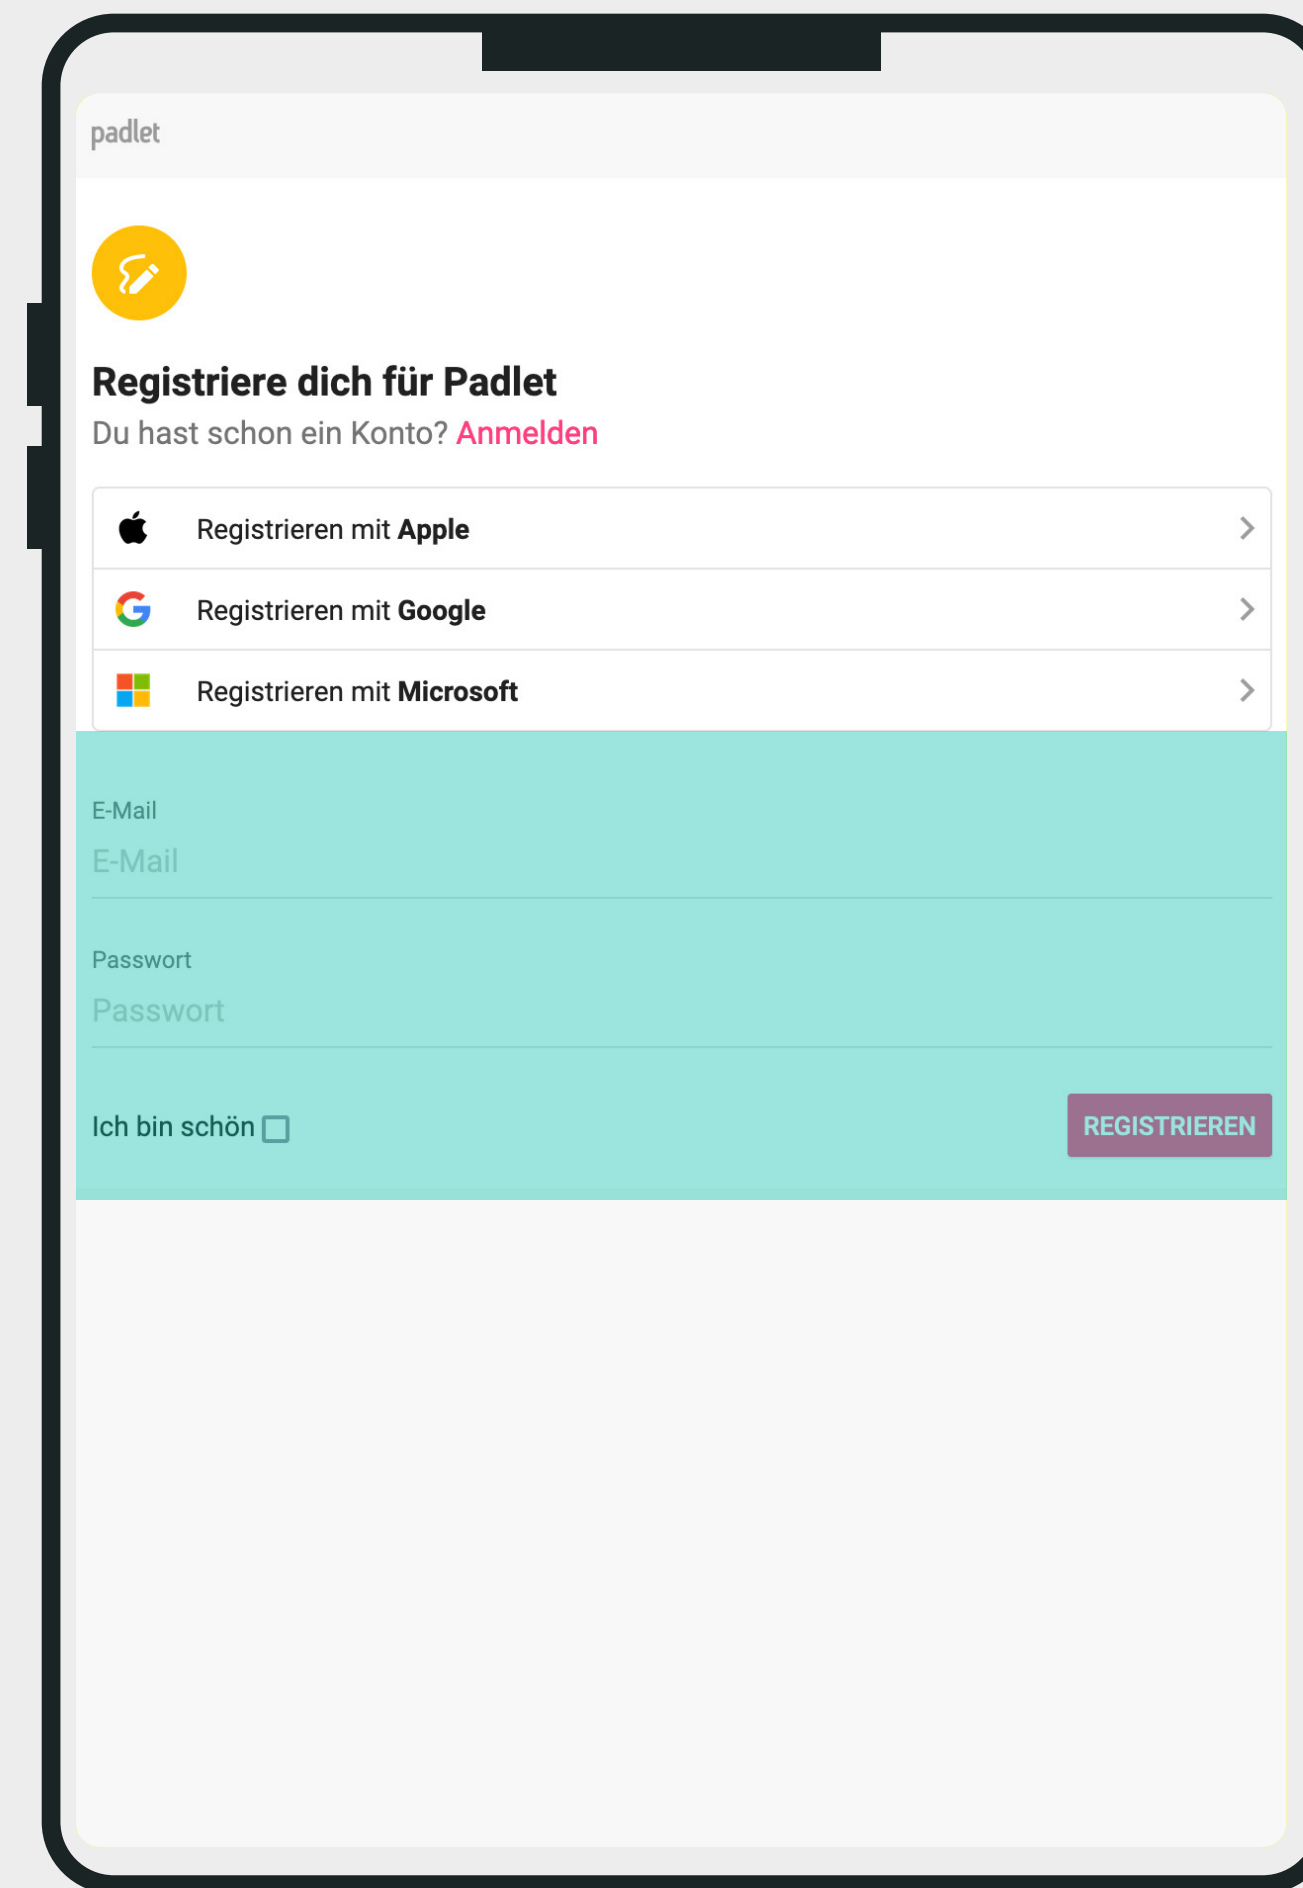 padlet
Registriere dich für Padlet
Du hast schon ein Konto? Anmelden
Registrieren mit Apple
Registrieren mit Google
Registrieren mit Microsoft
E-Mail
E-Mail
Passwort
Passwort
Ich bin schön
REGISTRIEREN